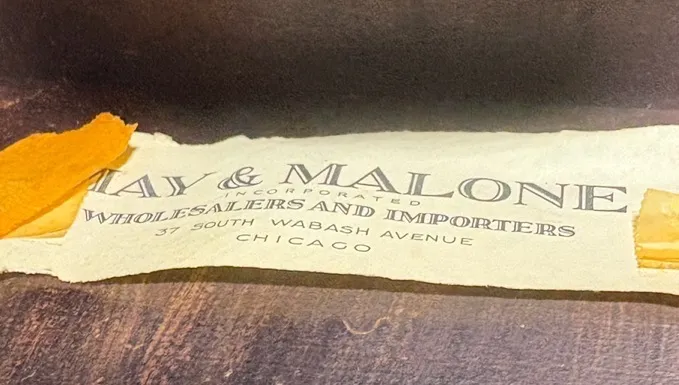 MAY & MALONE
INCORPORATED
WHOLESALERS AND IMPORTERS
37 SOUTH WABASH AVENUE
CHICAGO